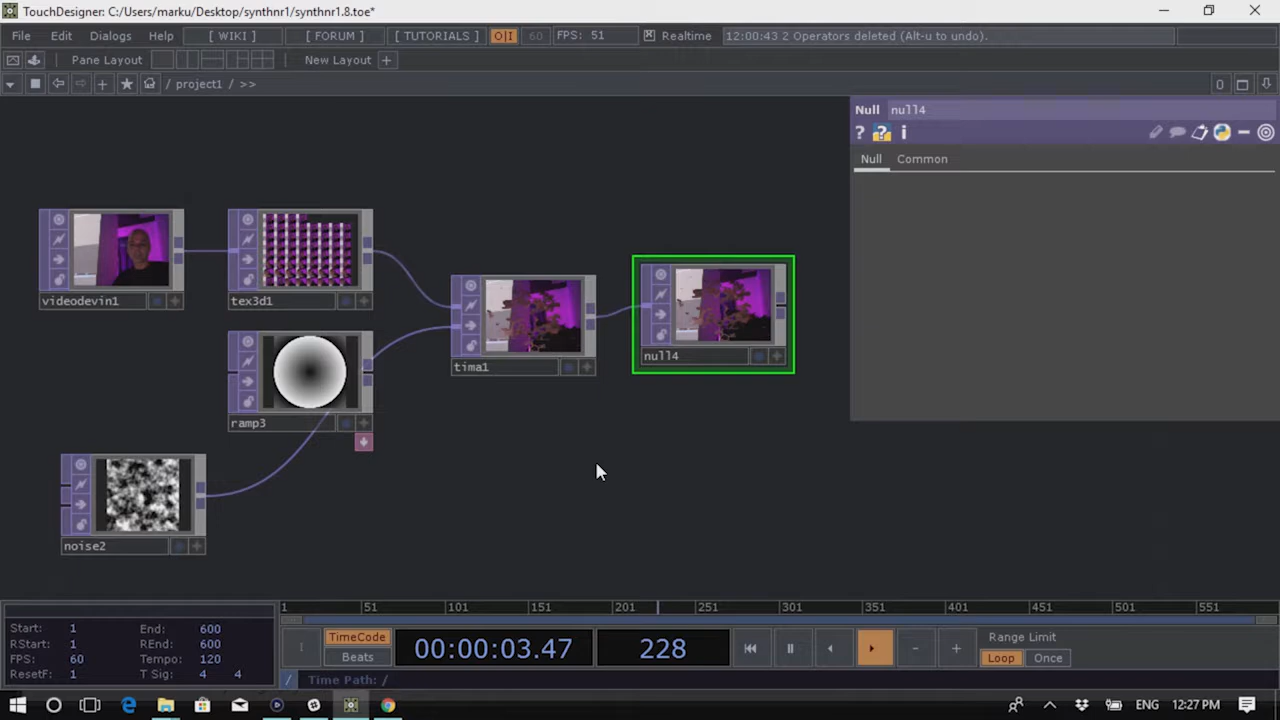 TouchDesigner: C:/Users/marku/Desktop/synthnr1/synthnr1.8.toe*
File Edit Dialogs Help [ WIKI ] [ FORUM ] [ TUTORIALS ] O|I 60 FPS: 51 Realtime 12:00:43 2 Operators deleted (Alt-u to undo).
Pane Layout New Layout +
/ project1 / >> 0
Null null4
? ? i
Null Common
videodevin1 tex3d1
tima1 null4
ramp3
noise2
1 51 101 151 201 251 301 351 401 451 501 551
Start: 1 End: 600
RStart: 1 REnd: 600
FPS: 60 Tempo: 120
ResetF: 1 T Sig: 4 4
TimeCode
Beats
00:00:03.47 228
Range Limit
Loop Once
/ Time Path: /
ENG 12:27 PM